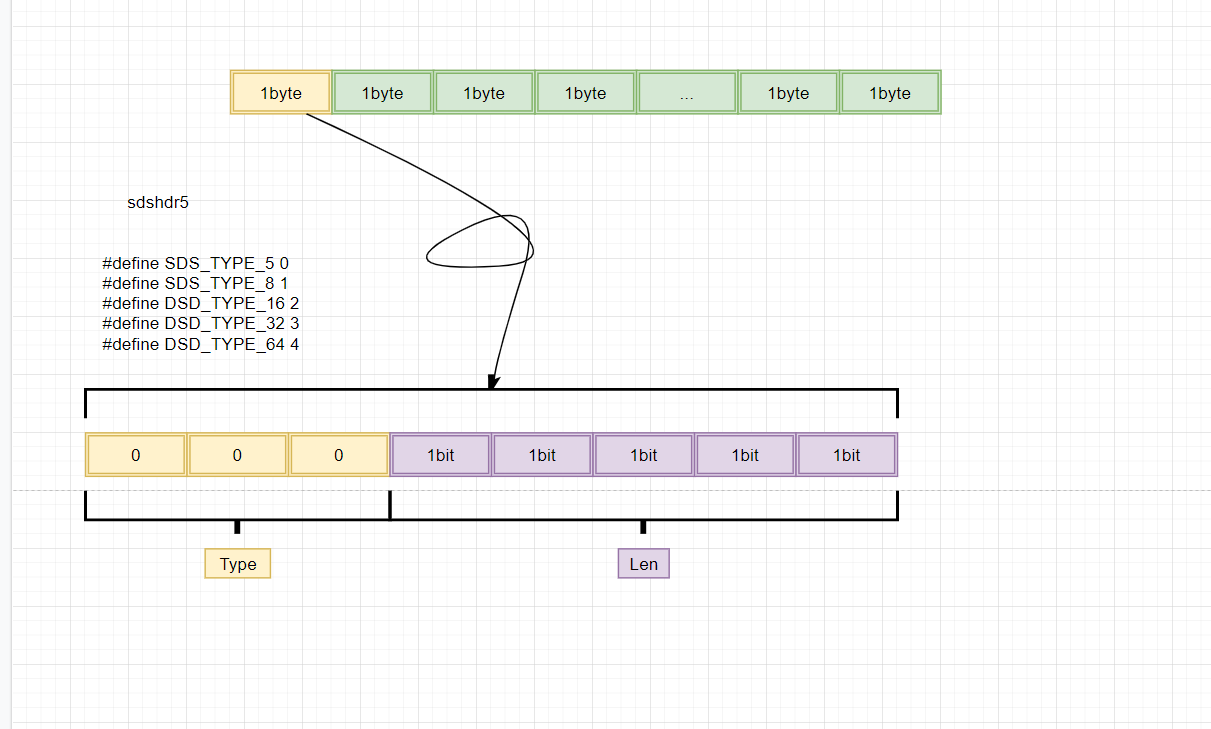 1byte 1byte 1byte 1byte ... 1byte 1byte
sdshdr5
#define SDS_TYPE_5 0
#define SDS_TYPE_8 1
#define DSD_TYPE_16 2
#define DSD_TYPE_32 3
#define DSD_TYPE_64 4
0 0 0 1bit 1bit 1bit 1bit 1bit
Type Len